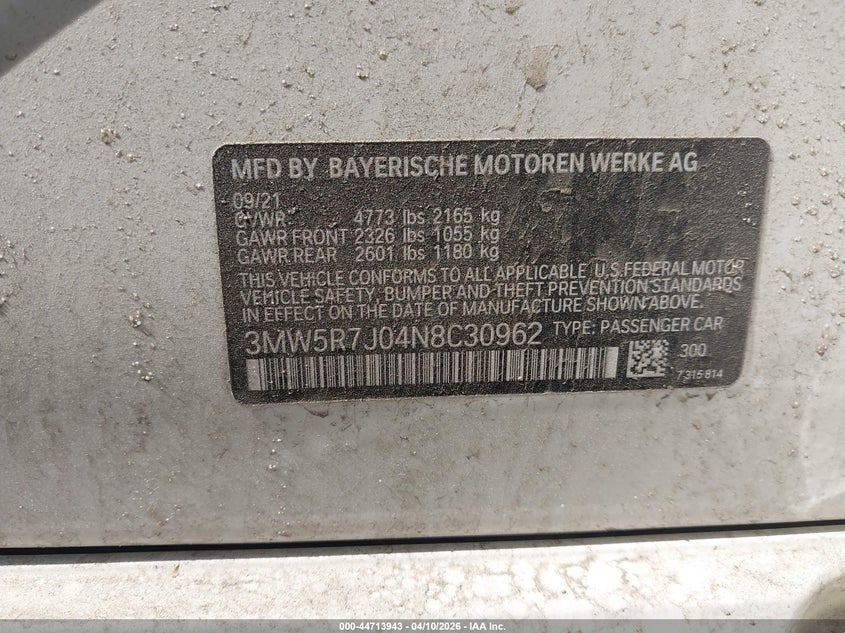 MFD BY BAYERISCHE MOTOREN WERKE AG
09/21
GVWR 4773 lbs 2165 kg
GAWR FRONT 2326 lbs 1055 kg
GAWR REAR 2601 lbs 1180 kg
THIS VEHICLE CONFORMS TO ALL APPLICABLE U.S.FEDERAL MOTOR
VEHICLE SAFETY, BUMPER AND THEFT PREVENTION STANDARDS
IN EFFECT ON THE DATE OF MANUFACTURE SHOWN ABOVE.
3MW5R7J04N8C30962 TYPE: PASSENGER CAR
300
7 315 814
000-44713943 - 04/10/2026 - IAA Inc.